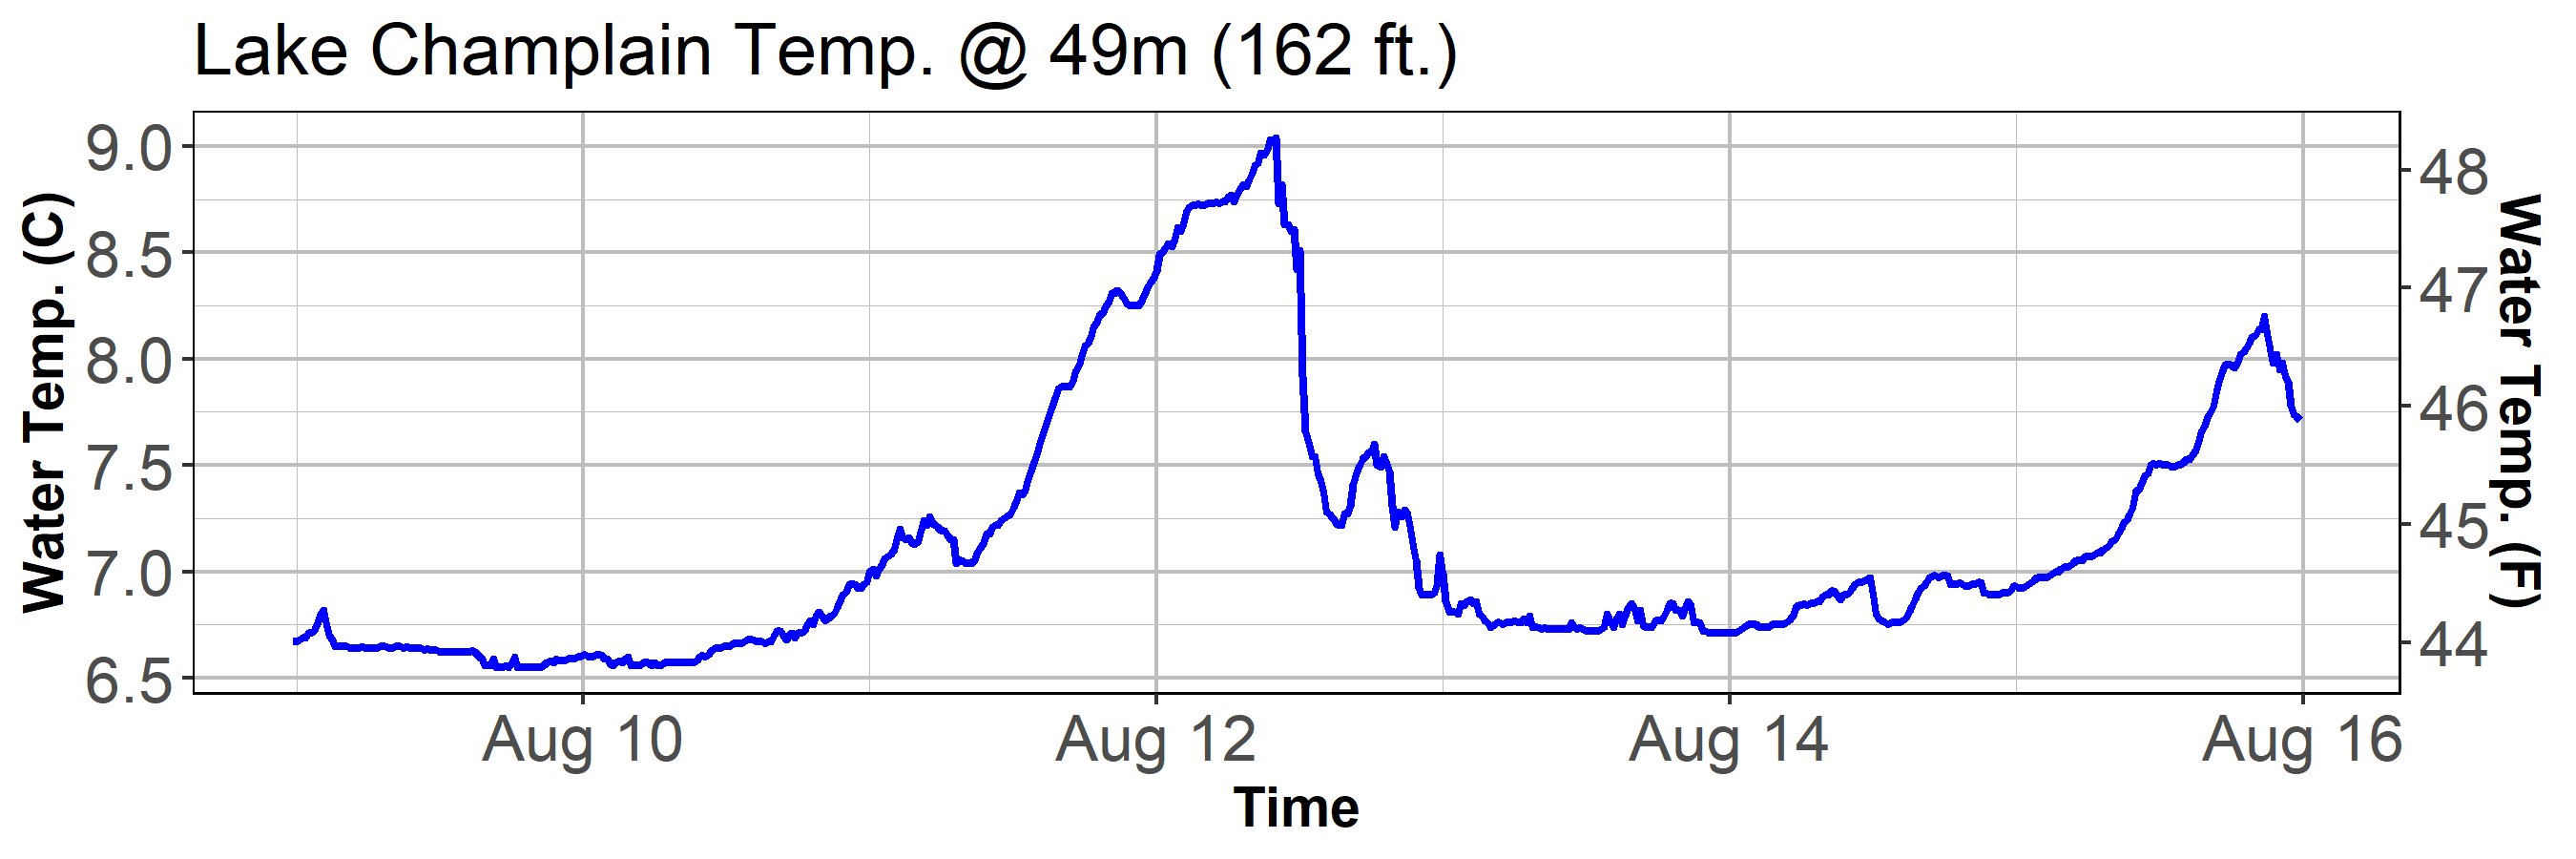 Lake Champlain Temp. @ 49m (162 ft.)
Water Temp. (C)
9.0
8.5
8.0
7.5
7.0
6.5
48
47
46
45
44
Water Temp. (F)
Aug 10
Aug 12
Aug 14
Aug 16
Time